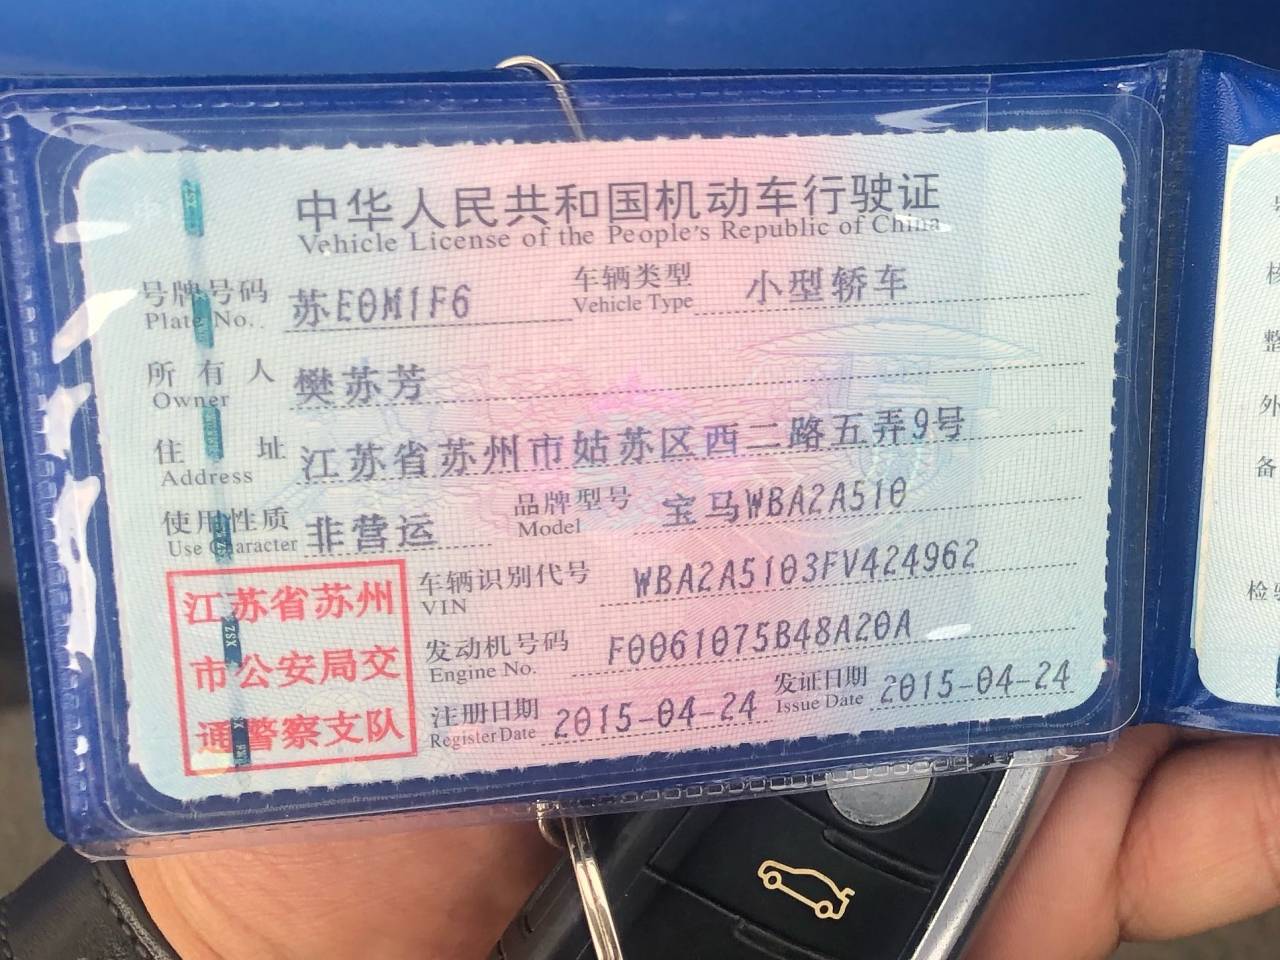 中华人民共和国机动车行驶证
Vehicle License of the People's Republic of China
号牌号码 苏E0M1F6 车辆类型 小型轿车
Plate No. Vehicle Type
所有人 樊苏芳
Owner
住址 江苏省苏州市姑苏区西二路五弄9号
Address
使用性质 非营运 品牌型号 宝马WBA2A510
Use Character Model
车辆识别代号 WBA2A5103FV424962
VIN
发动机号码 F0061075B48A20A
Engine No.
注册日期 2015-04-24 发证日期 2015-04-24
Register Date Issue Date
江苏省苏州
市公安局交
通警察支队
核
整
外
备
检验